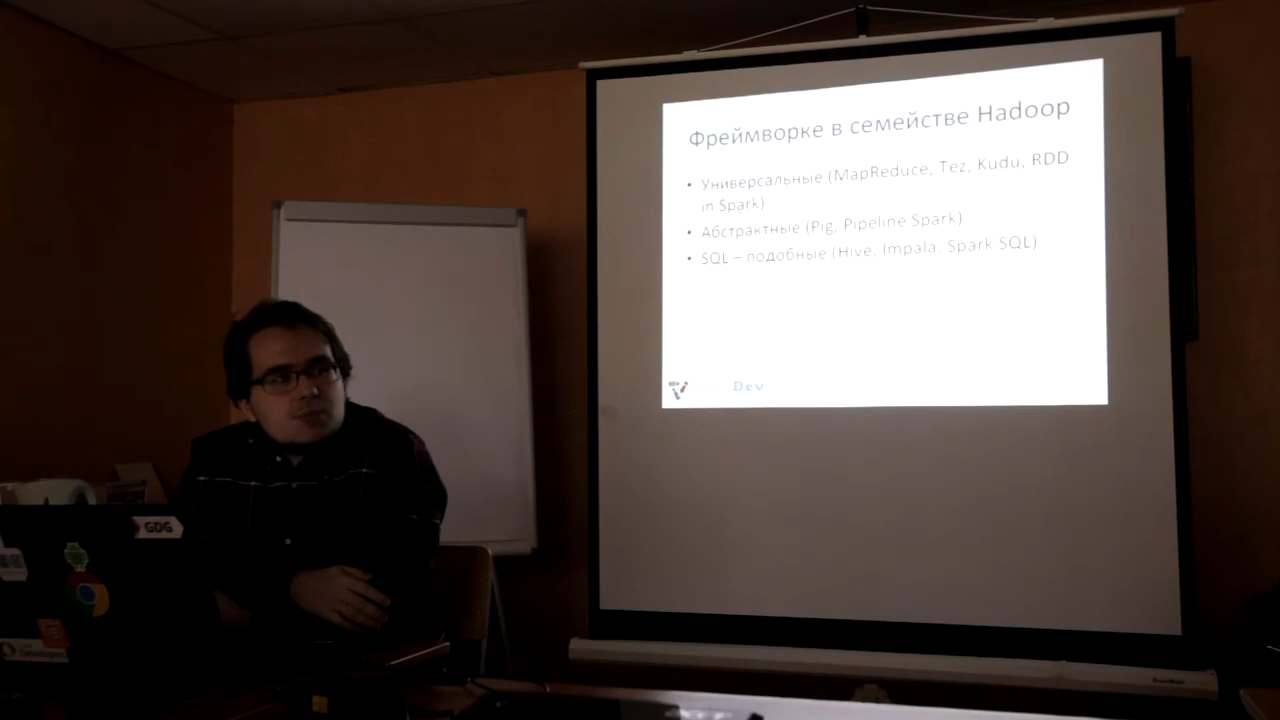 Фреймворке в семействе Hadoop
• Универсальные (MapReduce, Tez, Kudu, RDD
in Spark)
• Абстрактные (Pig, Pipeline Spark)
• SQL – подобные (Hive, Impala, Spark SQL)
Dev
GDG